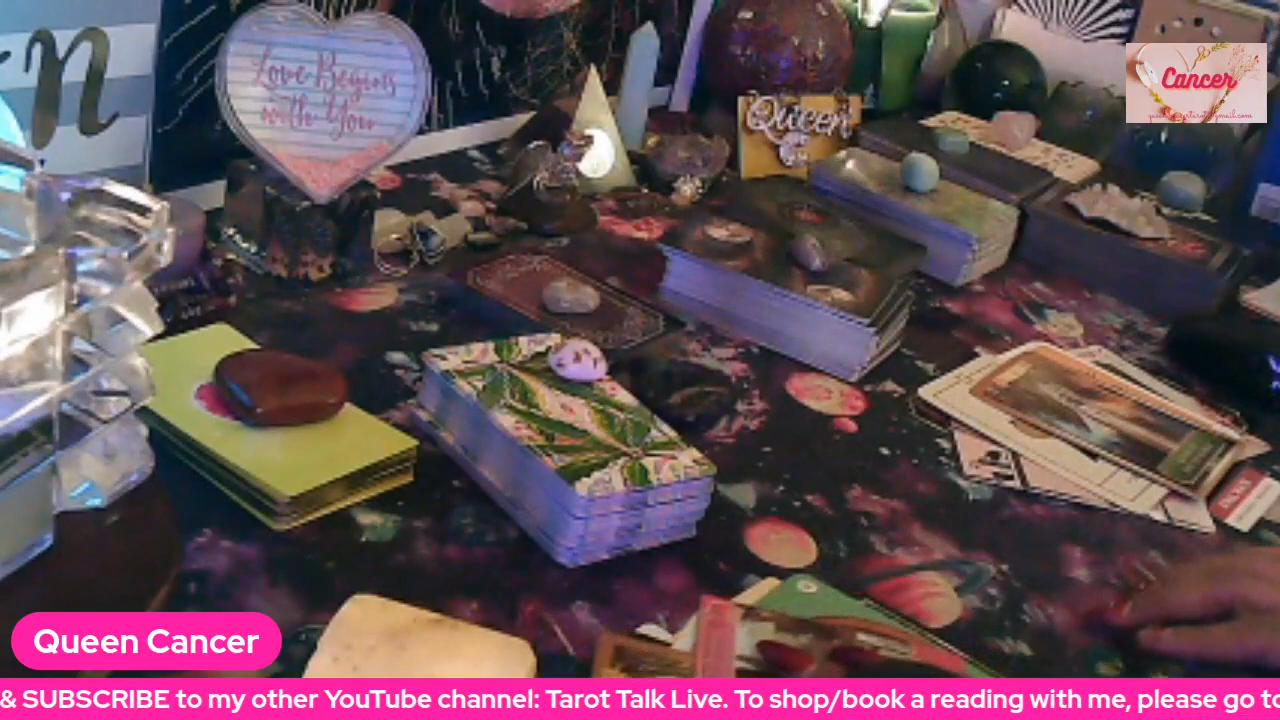 n
Love Begins
with You
Queen
Cancer
Queen Cancer
& SUBSCRIBE to my other YouTube channel: Tarot Talk Live. To shop/book a reading with me, please go to